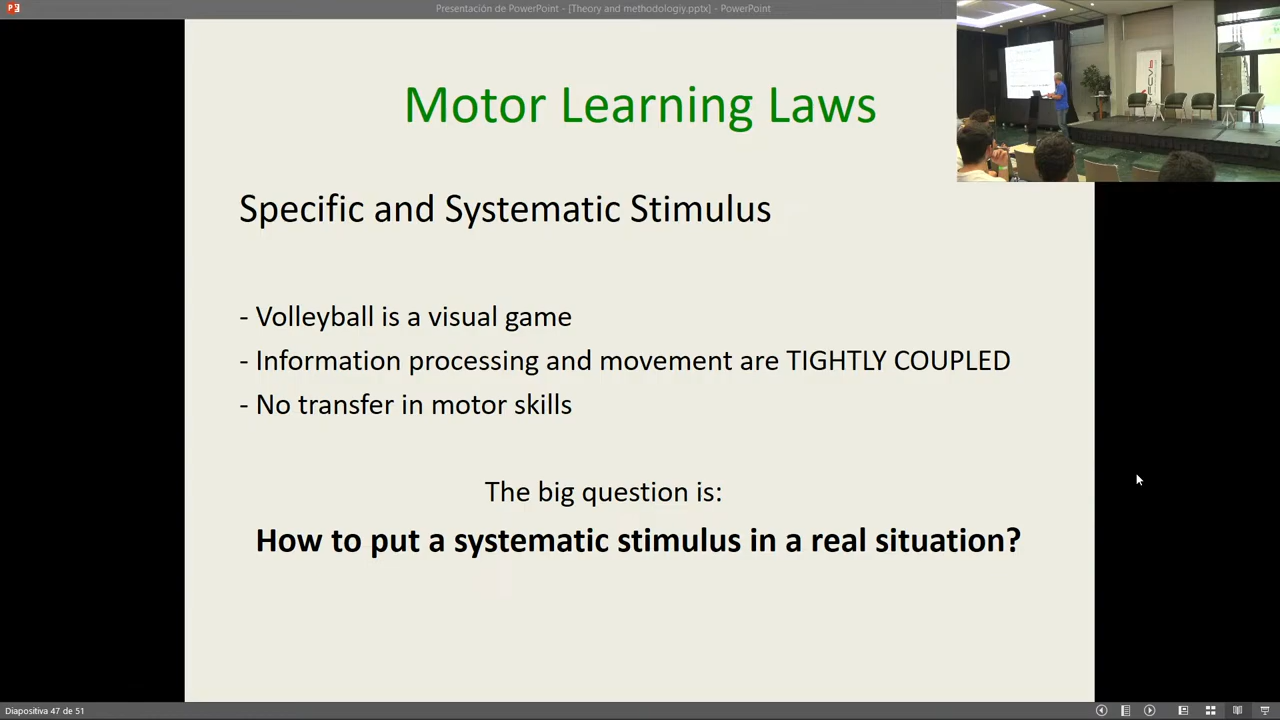 Presentación de PowerPoint - [Theory and methodologiy.pptx] - PowerPoint
Motor Learning Laws
Specific and Systematic Stimulus
- Volleyball is a visual game
- Information processing and movement are TIGHTLY COUPLED
- No transfer in motor skills
The big question is:
How to put a systematic stimulus in a real situation?
Diapositiva 47 de 51